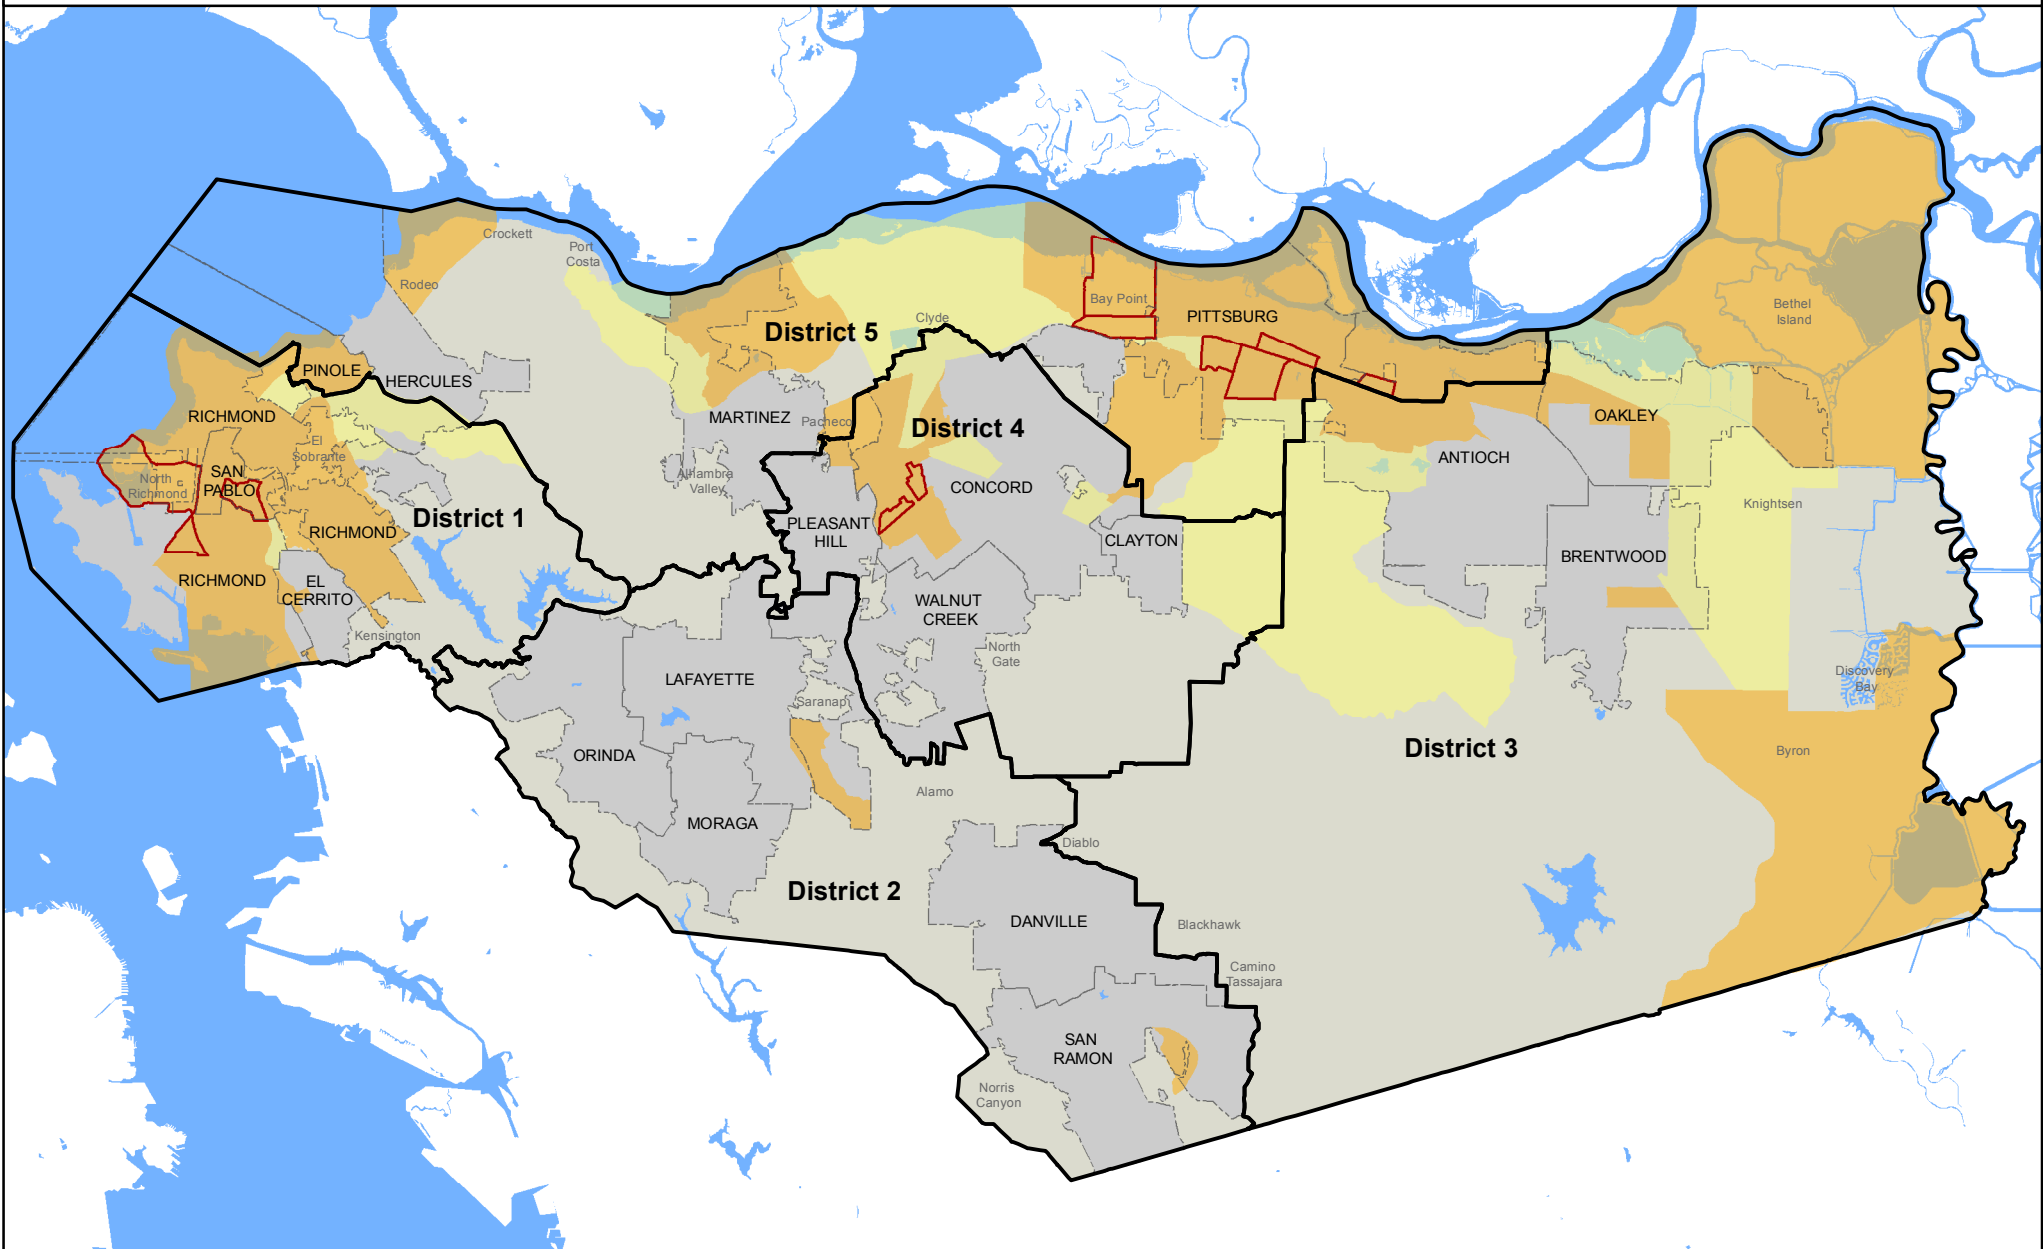 Crockett
Port
Costa
Rodeo
Bay Point
Bethel
Island
Clyde
PITTSBURG
District 5
PINOLE
HERCULES
RICHMOND
MARTINEZ
Pacheco
District 4
OAKLEY
El
Sobrante
ANTIOCH
SAN
PABLO
North
Richmond
Alhambra
Valley
CONCORD
Knightsen
District 1
RICHMOND
PLEASANT
HILL
CLAYTON
BRENTWOOD
RICHMOND
EL
CERRITO
WALNUT
CREEK
Kensington
North
Gate
LAFAYETTE
Saranap
Discovery
Bay
ORINDA
District 3
Byron
Alamo
MORAGA
Diablo
District 2
DANVILLE
Blackhawk
Camino
Tassajara
SAN
RAMON
Norris
Canyon